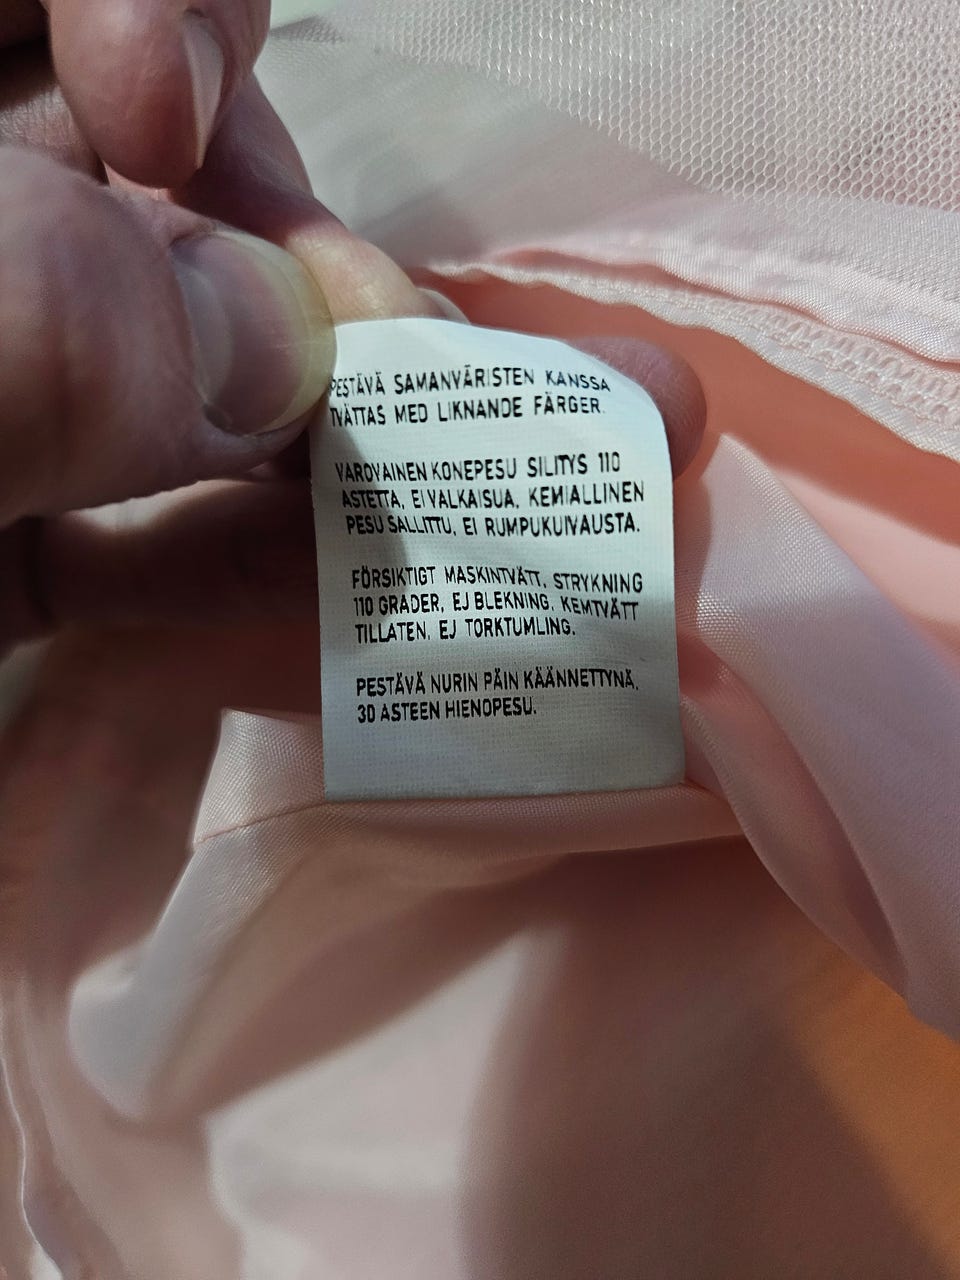 PESTÄVÄ SAMANVÄRISTEN KANSSA
TVÄTTAS MED LIKNANDE FÄRGER.
VAROVAINEN KONEPESU SILITYS 110
ASTETTA, EI VALKAISUA, KEMIALLINEN
PESU SALLITTU, EI RUMPUKUIVAUSTA.
FÖRSIKTIGT MASKINTVÄTT, STRYKNING
110 GRADER, EJ BLEKNING, KEMTVÄTT
TILLATEN, EJ TORKTUMLING.
PESTÄVÄ NURIN PÄIN KÄÄNNETTYNÄ,
30 ASTEEN HIENOPESU.